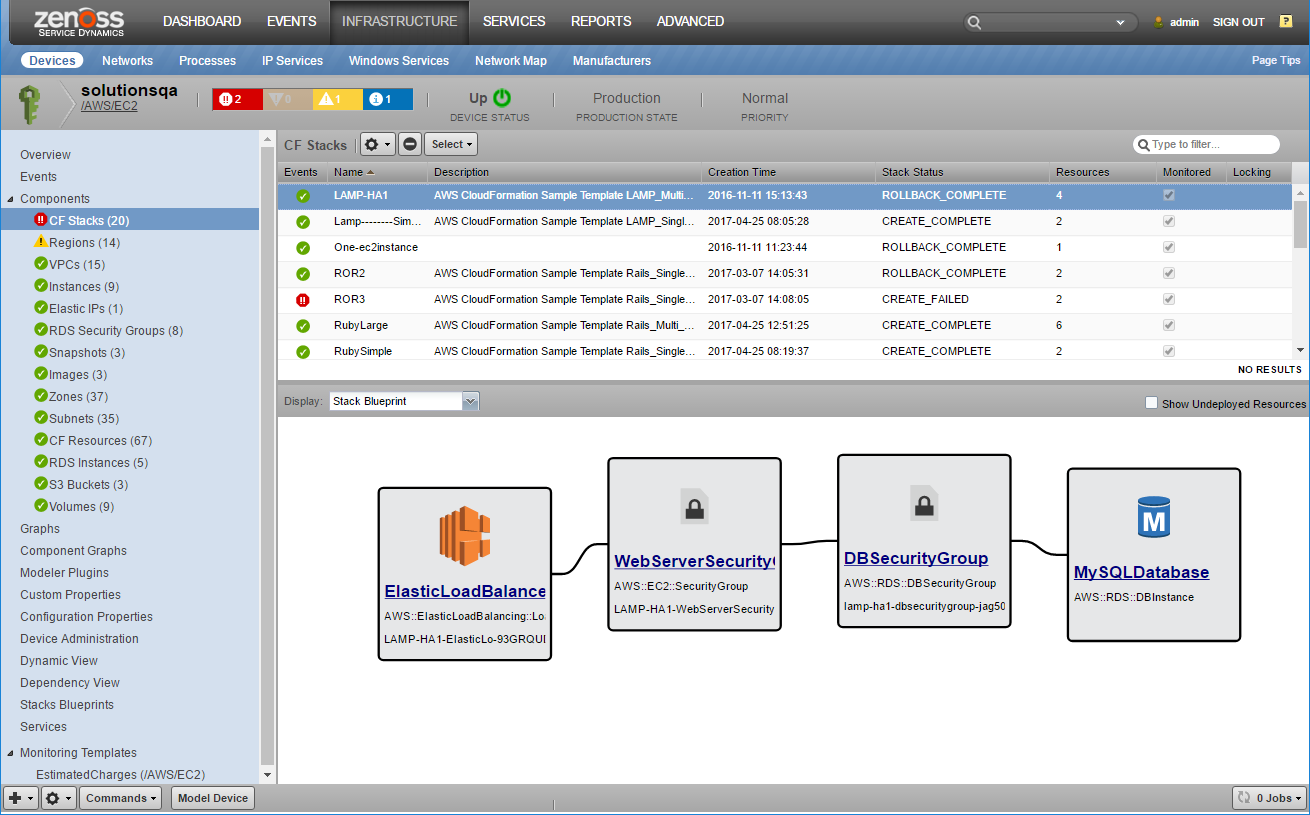 zenoss
SERVICE DYNAMICS
DASHBOARD EVENTS INFRASTRUCTURE SERVICES REPORTS ADVANCED
admin SIGN OUT ?
Devices Networks Processes IP Services Windows Services Network Map Manufacturers Page Tips
solutionsqa
/AWS/EC2
2 0 1 1
Up Production Normal
DEVICE STATUS PRODUCTION STATE PRIORITY
Overview
Events
Components
CF Stacks (20)
Regions (14)
VPCs (15)
Instances (9)
Elastic IPs (1)
RDS Security Groups (8)
Snapshots (3)
Images (3)
Zones (37)
Subnets (35)
CF Resources (67)
RDS Instances (5)
S3 Buckets (3)
Volumes (9)
Graphs
Component Graphs
Modeler Plugins
Custom Properties
Configuration Properties
Device Administration
Dynamic View
Dependency View
Stacks Blueprints
Services
Monitoring Templates
EstimatedCharges (/AWS/EC2)
CF Stacks Select Type to filter...
Events Name Description Creation Time Stack Status Resources Monitored Locking
LAMP-HA1 AWS CloudFormation Sample Template LAMP_Multi... 2016-11-11 15:13:43 ROLLBACK_COMPLETE 4
Lamp--------Sim... AWS CloudFormation Sample Template LAMP_Singl... 2017-04-25 08:05:28 CREATE_COMPLETE 2
One-ec2instance 2016-11-11 11:23:44 ROLLBACK_COMPLETE 1
ROR2 AWS CloudFormation Sample Template Rails_Single... 2017-03-07 14:05:31 ROLLBACK_COMPLETE 2
ROR3 AWS CloudFormation Sample Template Rails_Single... 2017-03-07 14:08:05 CREATE_FAILED 2
RubyLarge AWS CloudFormation Sample Template Rails_Multi_... 2017-04-25 12:51:25 CREATE_COMPLETE 6
RubySimple AWS CloudFormation Sample Template Rails_Single... 2017-04-25 08:19:37 CREATE_COMPLETE 2
NO RESULTS
Display: Stack Blueprint Show Undeployed Resources
ElasticLoadBalance
AWS::ElasticLoadBalancing::Lo
LAMP-HA1-ElasticLo-93GRQUI
WebServerSecurity
AWS::EC2::SecurityGroup
LAMP-HA1-WebServerSecurity
DBSecurityGroup
AWS::RDS::DBSecurityGroup
lamp-ha1-dbsecuritygroup-jag50
M
MySQLDatabase
AWS::RDS::DBInstance
Commands Model Device 0 Jobs